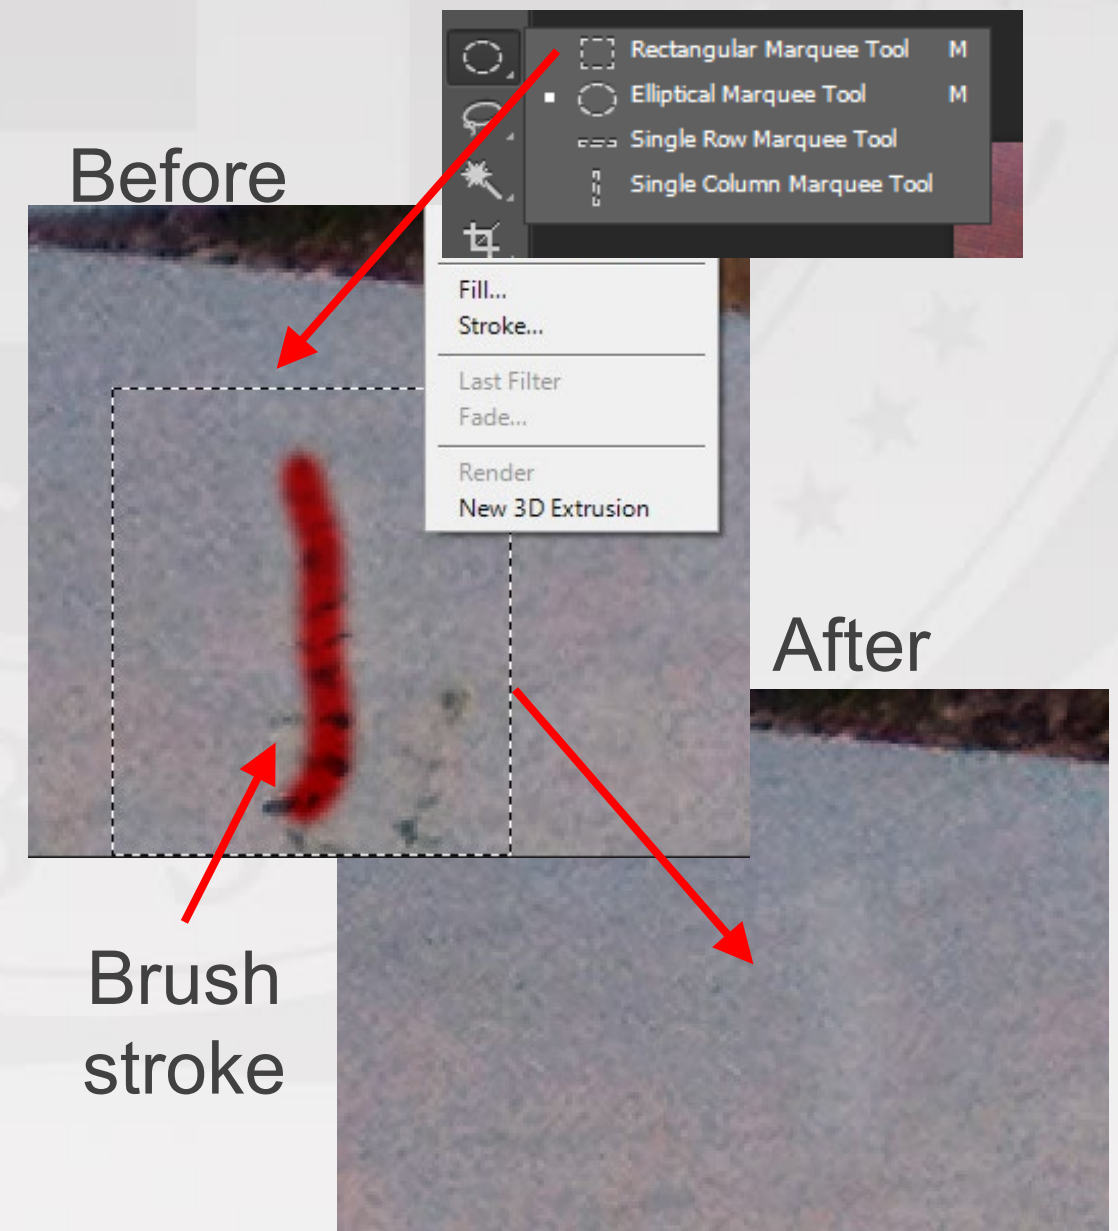 Rectangular Marquee Tool M
Elliptical Marquee Tool M
Single Row Marquee Tool
Single Column Marquee Tool
Before
Fill...
Stroke...
Last Filter
Fade...
Render
New 3D Extrusion
After
Brush
stroke